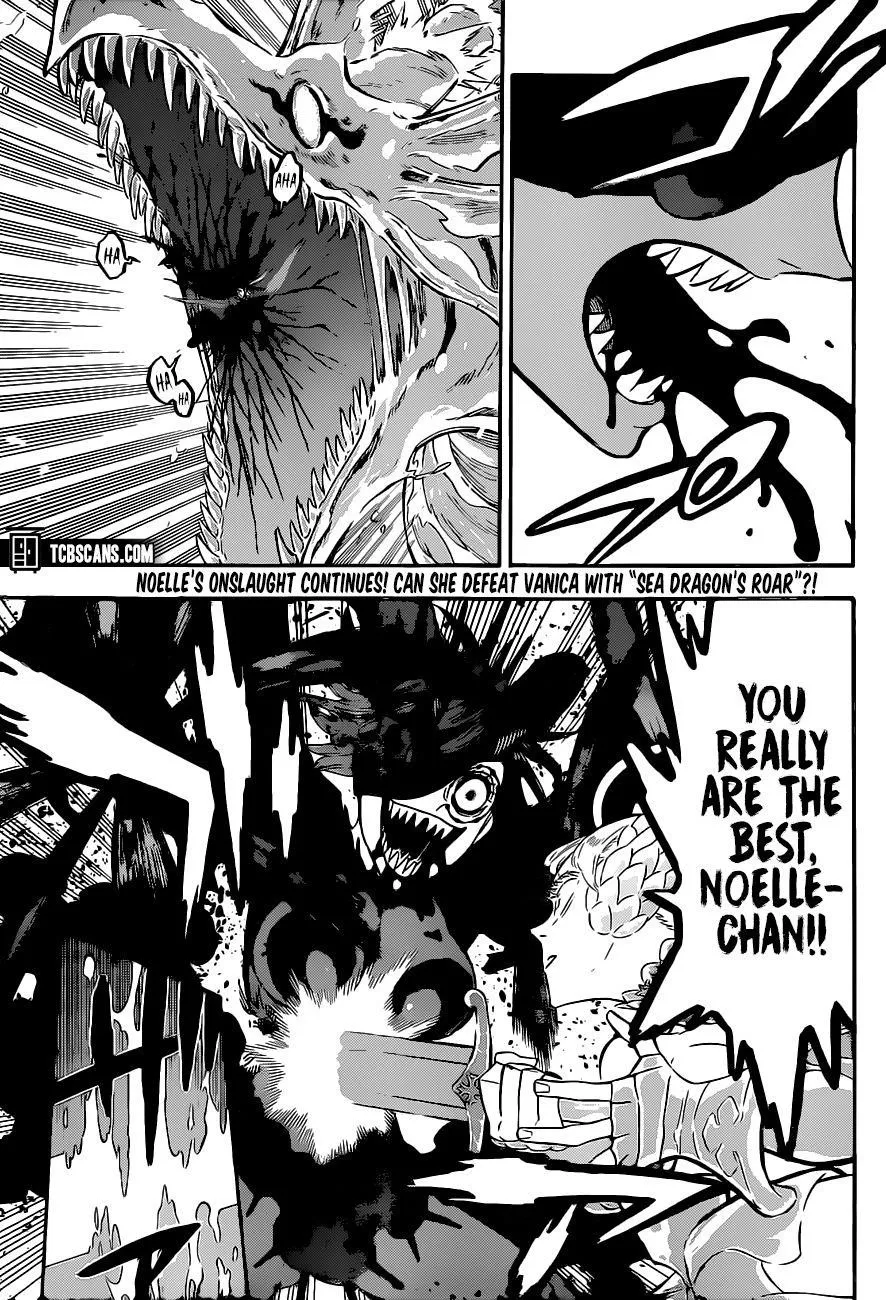 AHA
HA
HA
HA
TCBSCANS.COM
NOELLE'S ONSLAUGHT CONTINUES! CAN SHE DEFEAT VANICA WITH "SEA DRAGON'S ROAR"?!
YOU
REALLY
ARE THE
BEST,
NOELLE-
CHAN!!